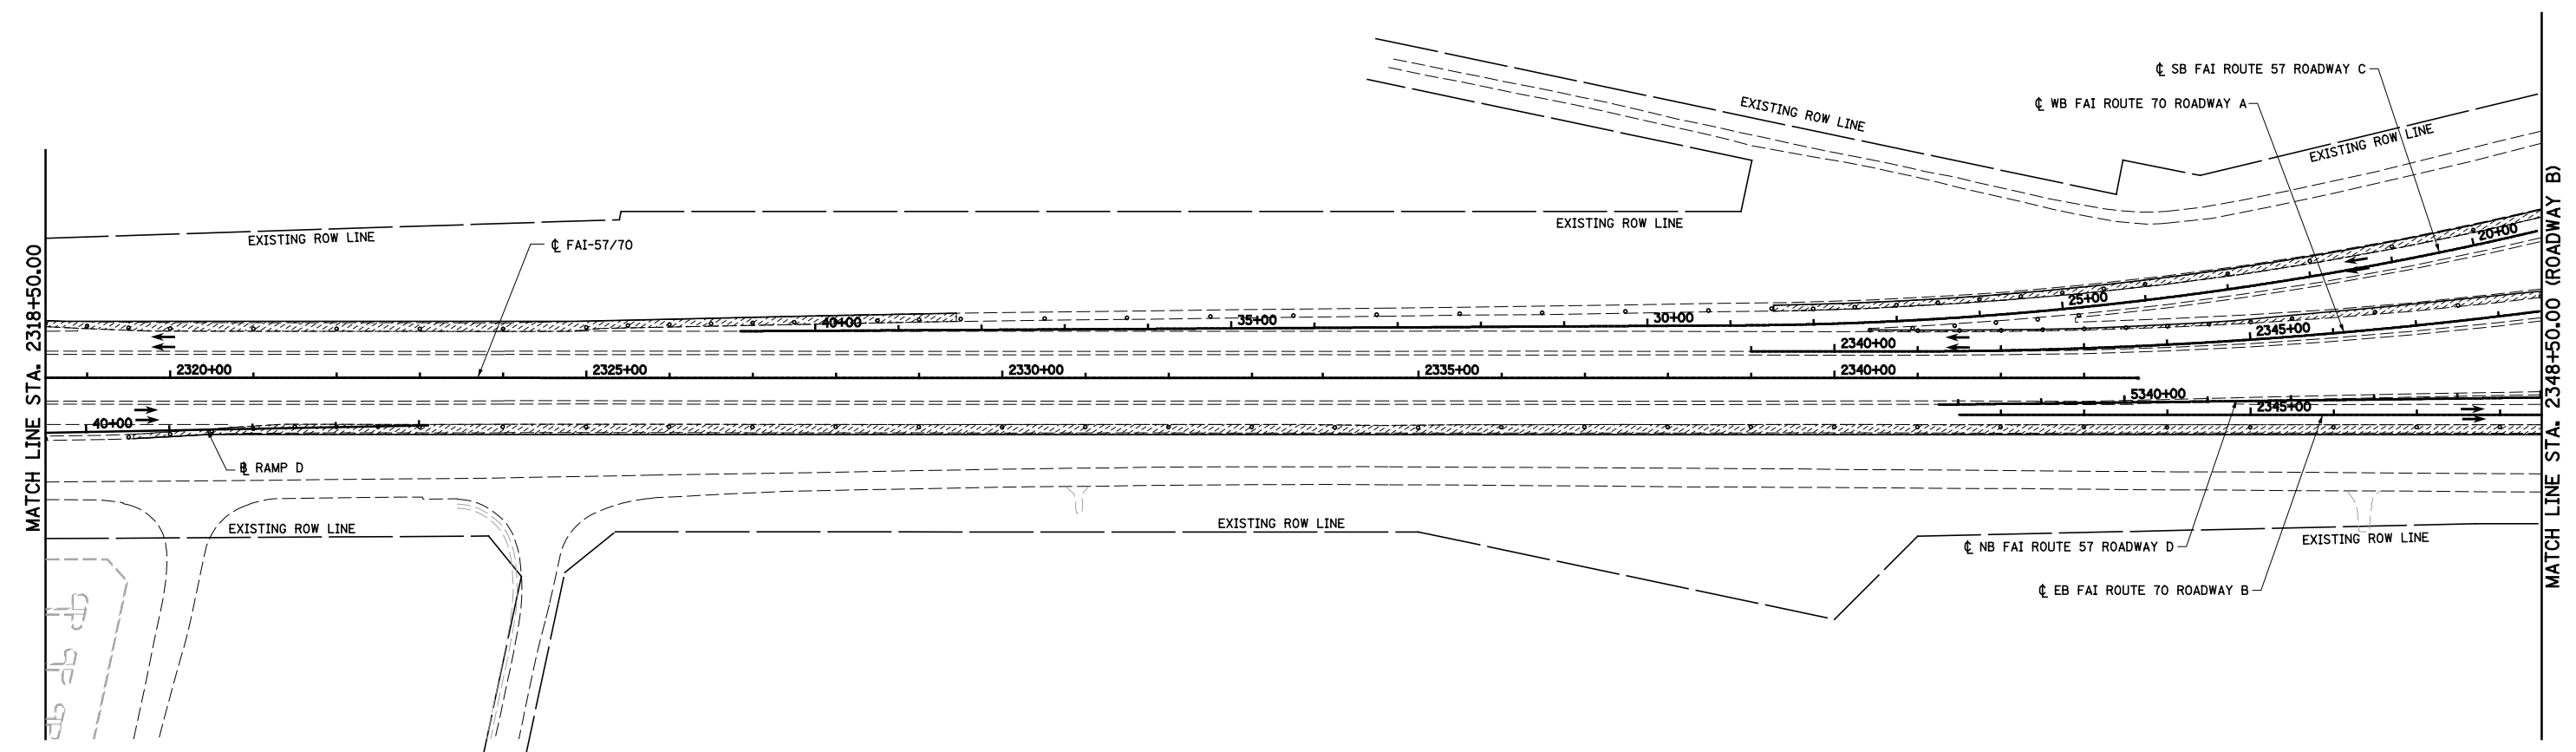 MATCH LINE STA. 2318+50.00
℄ SB FAI ROUTE 57 ROADWAY C
℄ WB FAI ROUTE 70 ROADWAY A
EXISTING ROW LINE
EXISTING ROW LINE
EXISTING ROW LINE
EXISTING ROW LINE
℄ FAI-57/70
20+00
25+00
30+00
35+00
40+00
2345+00
2340+00
2320+00
2325+00
2330+00
2335+00
2340+00
5340+00
2345+00
40+00
℄ RAMP D
EXISTING ROW LINE
EXISTING ROW LINE
EXISTING ROW LINE
℄ NB FAI ROUTE 57 ROADWAY D
℄ EB FAI ROUTE 70 ROADWAY B
MATCH LINE STA. 2348+50.00 (ROADWAY B)